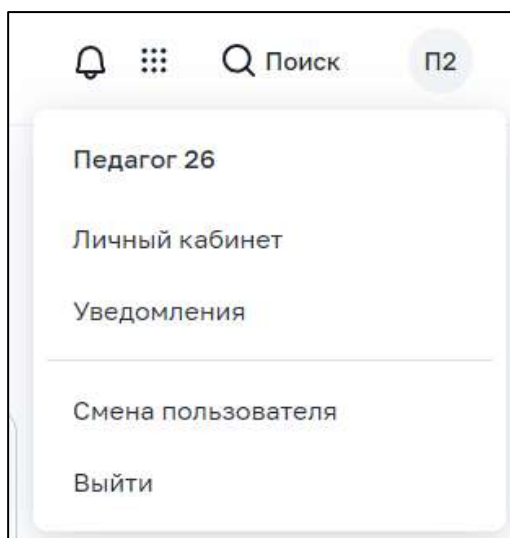 Поиск П2
Педагог 26
Личный кабинет
Уведомления
Смена пользователя
Выйти